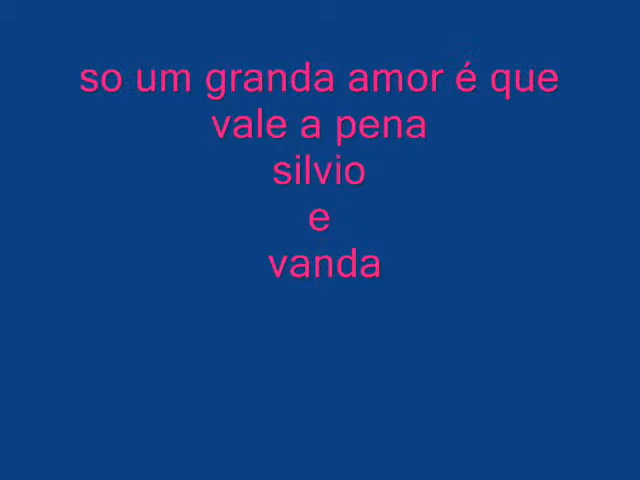 so um granda amor é que
vale a pena
silvio
e
vanda